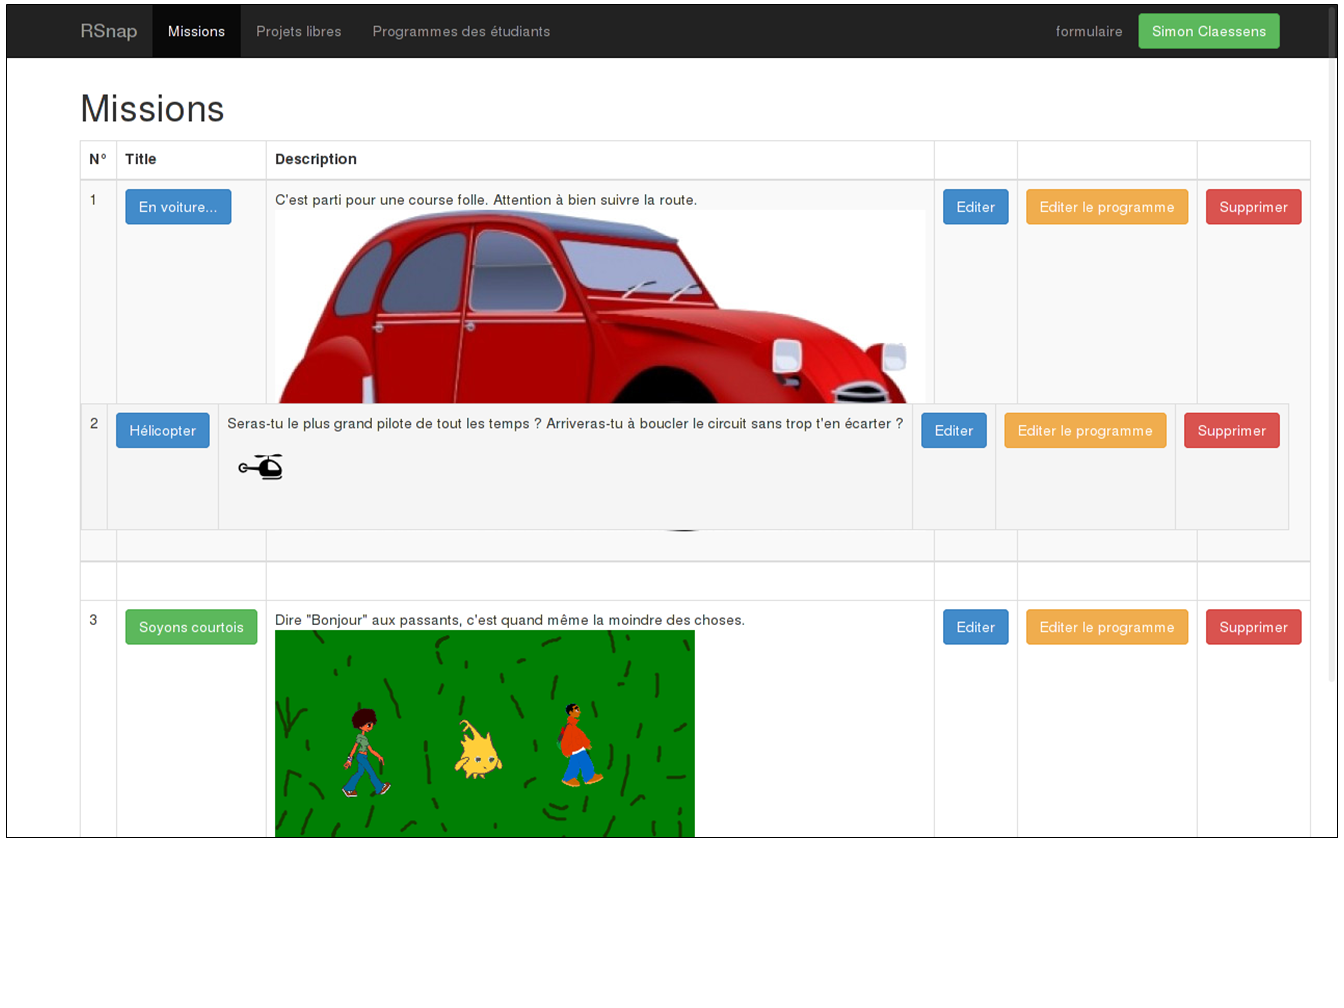 RSnap Missions Projets libres Programmes des étudiants formulaire Simon Claessens
Missions
N° Title Description
1 En voiture... C'est parti pour une course folle. Attention à bien suivre la route. Editer Editer le programme Supprimer
2 Hélicopter Seras-tu le plus grand pilote de tout les temps ? Arriveras-tu à boucler le circuit sans trop t'en écarter ? Editer Editer le programme Supprimer
3 Soyons courtois Dire "Bonjour" aux passants, c'est quand même la moindre des choses. Editer Editer le programme Supprimer